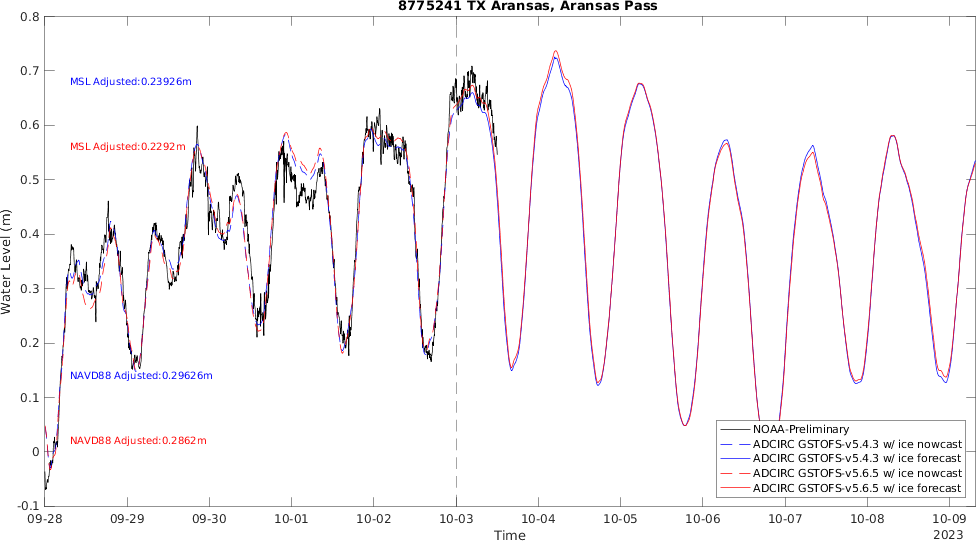 8775241 TX Aransas, Aransas Pass
0.8
0.7
0.6
0.5
0.4
0.3
0.2
0.1
0
-0.1
Water Level (m)
MSL Adjusted:0.23926m
MSL Adjusted:0.2292m
NAVD88 Adjusted:0.29626m
NAVD88 Adjusted:0.2862m
NOAA-Preliminary
ADCIRC GSTOFS-v5.4.3 w/ ice nowcast
ADCIRC GSTOFS-v5.4.3 w/ ice forecast
ADCIRC GSTOFS-v5.6.5 w/ ice nowcast
ADCIRC GSTOFS-v5.6.5 w/ ice forecast
09-28 09-29 09-30 10-01 10-02 10-03 10-04 10-05 10-06 10-07 10-08 10-09
Time 2023